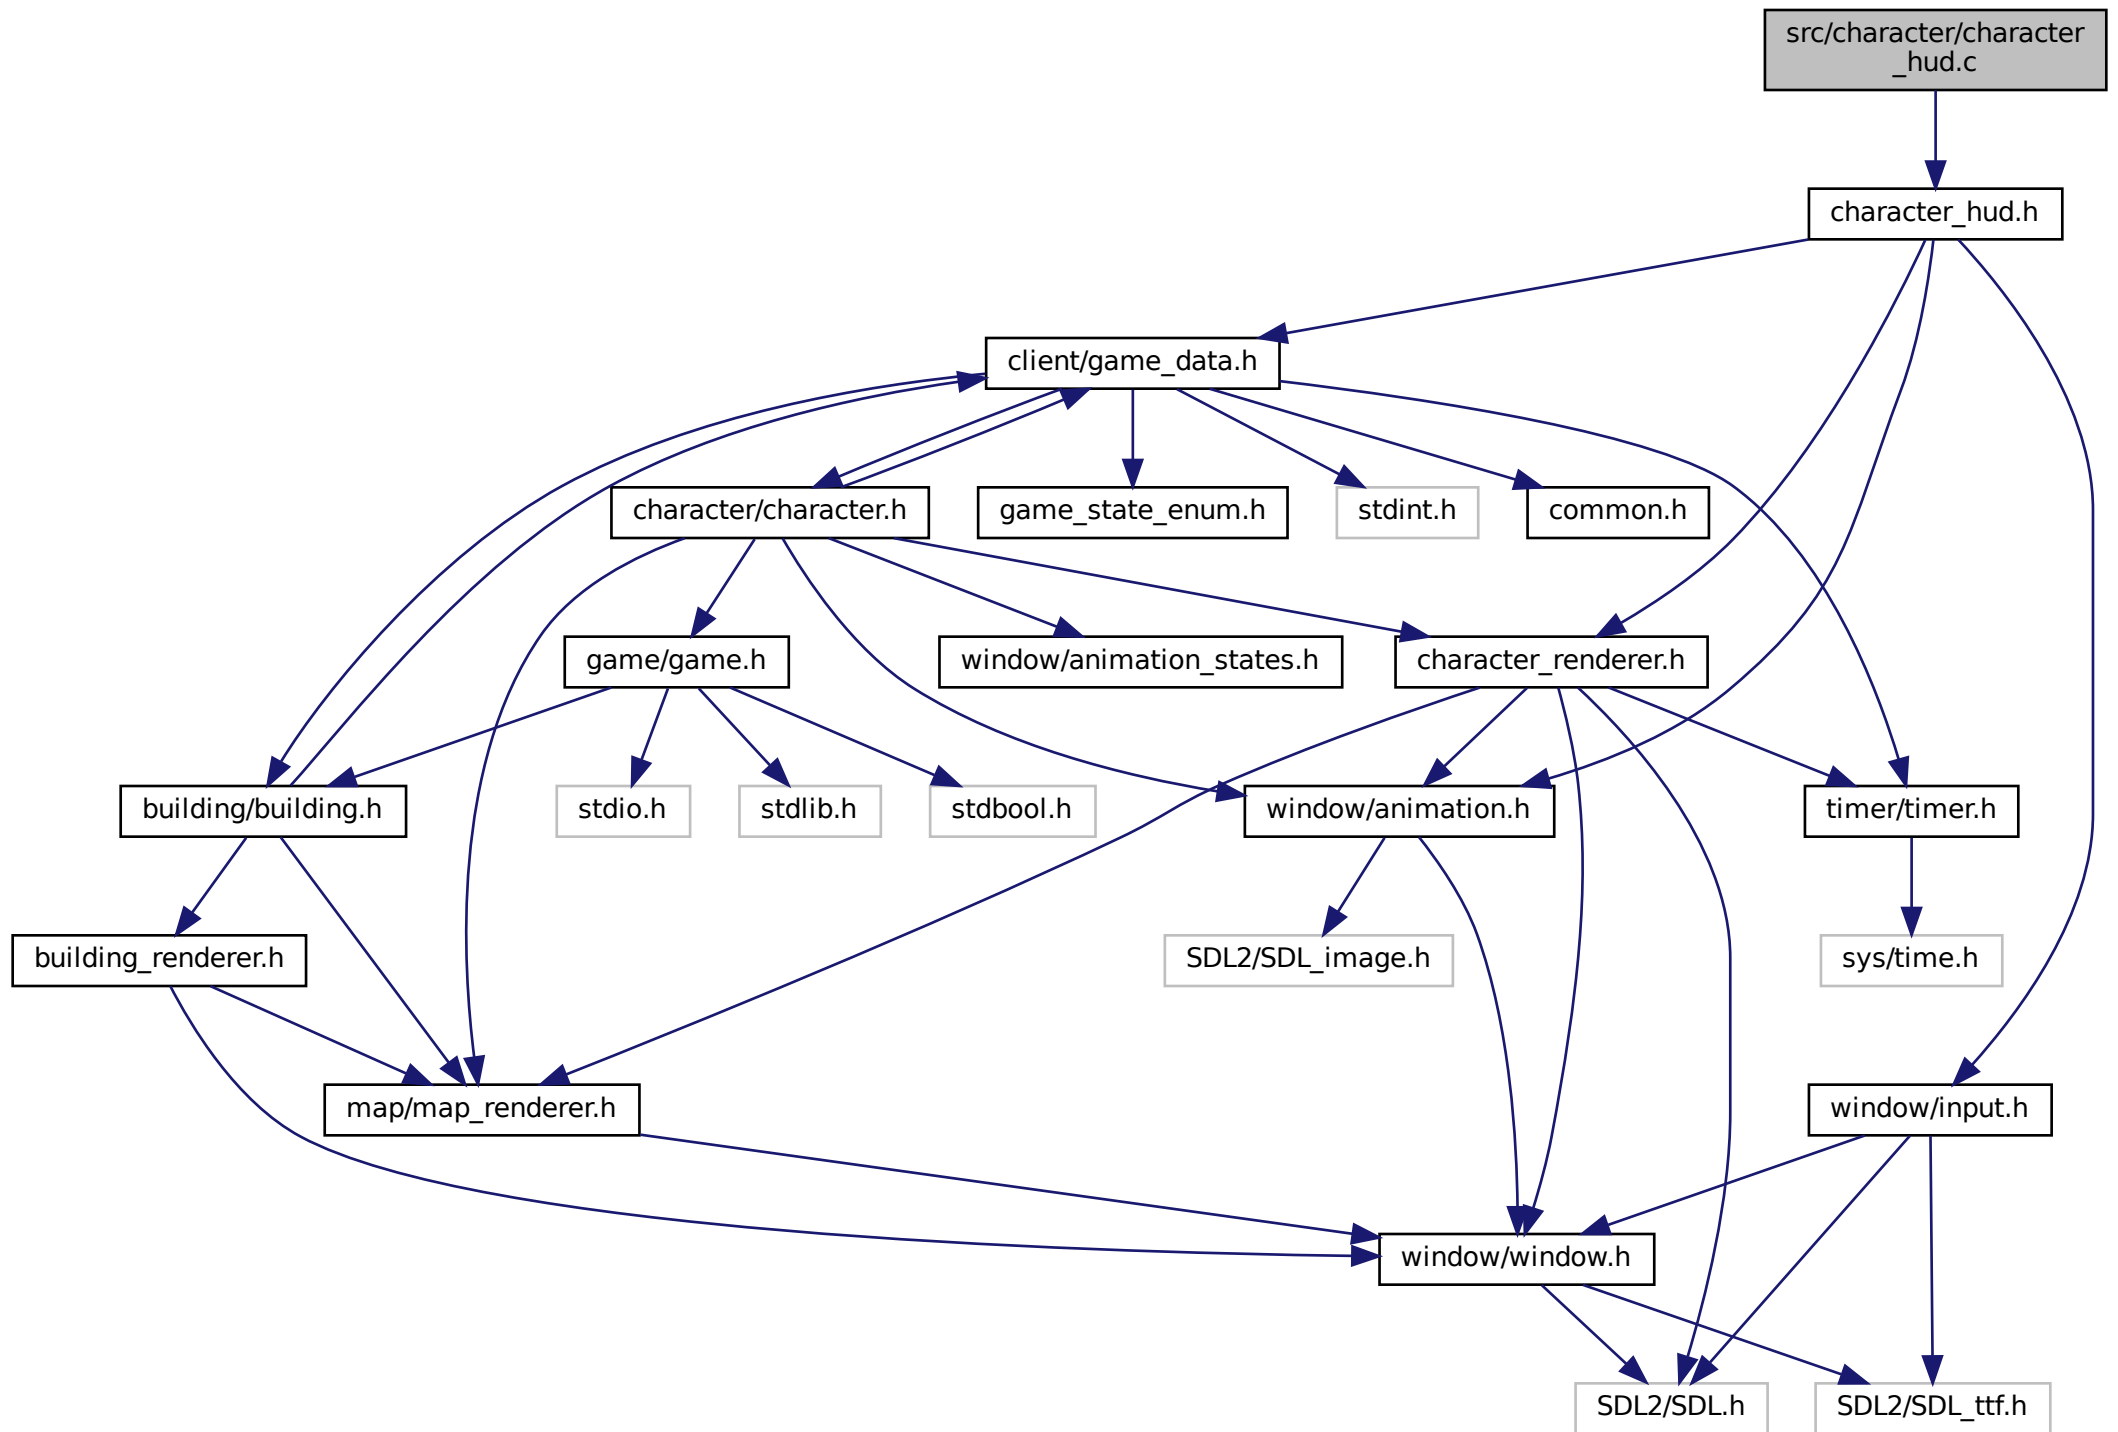 src/character/character
_hud.c
character_hud.h
client/game_data.h
character/character.h
game_state_enum.h
stdint.h
common.h
game/game.h
window/animation_states.h
character_renderer.h
building/building.h
stdio.h
stdlib.h
stdbool.h
window/animation.h
timer/timer.h
building_renderer.h
SDL2/SDL_image.h
sys/time.h
map/map_renderer.h
window/input.h
window/window.h
SDL2/SDL.h
SDL2/SDL_ttf.h